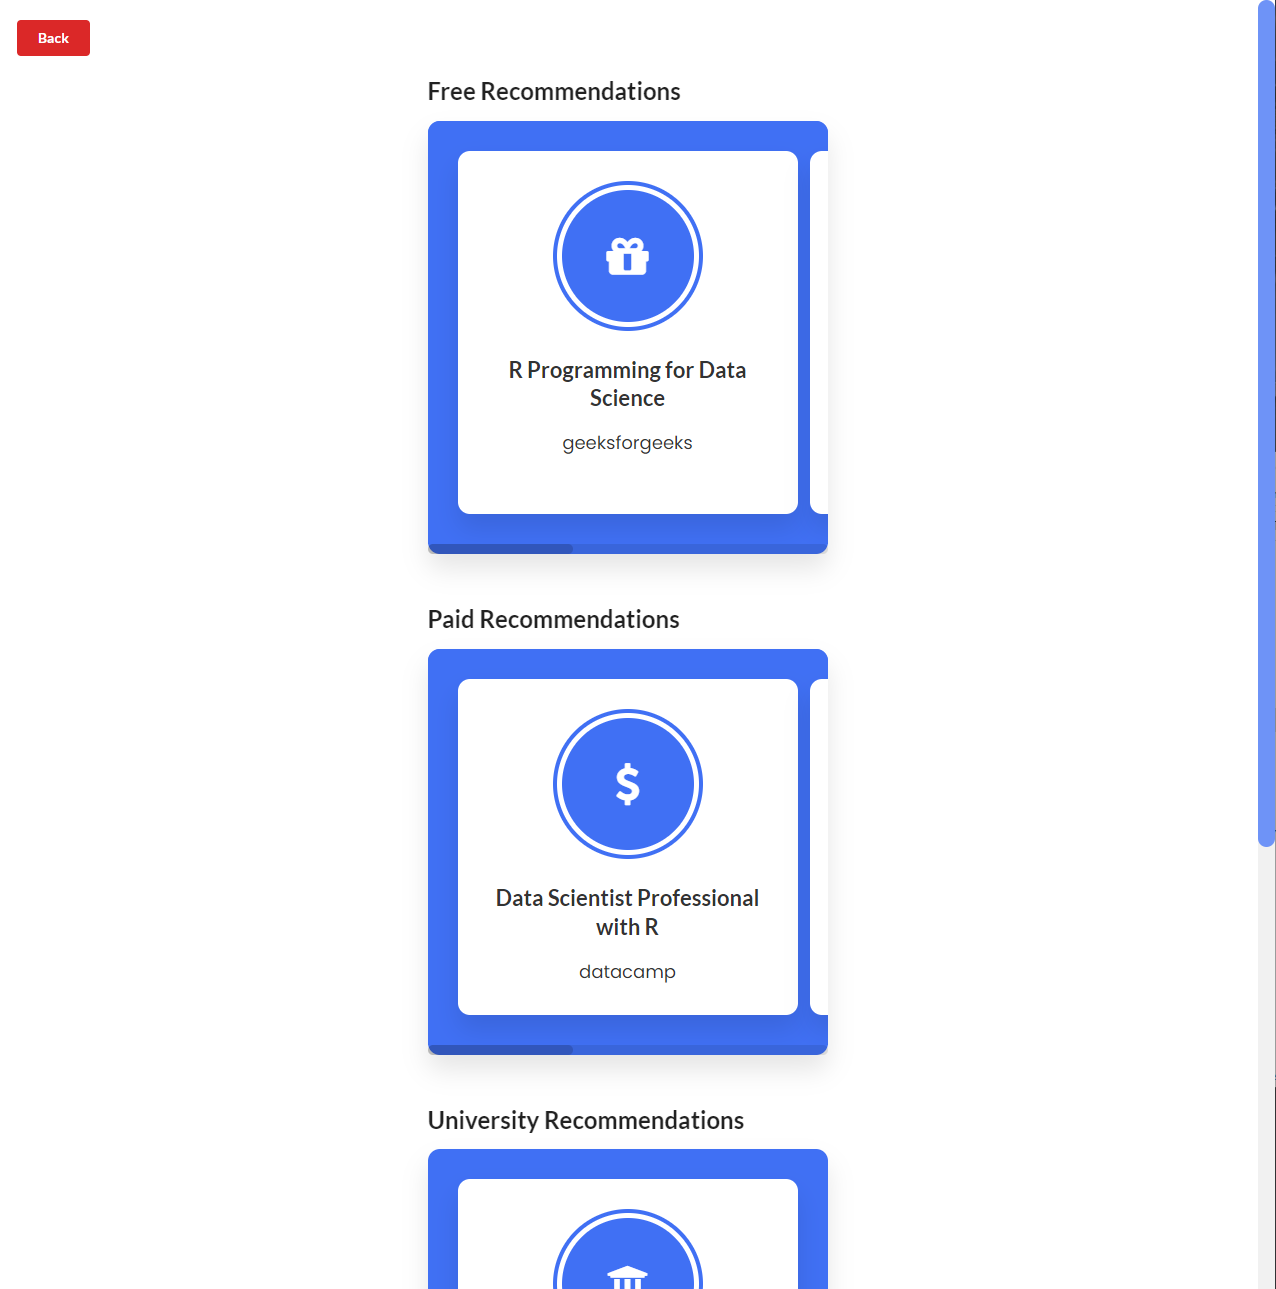 Back
Free Recommendations
R Programming for Data
Science
geeksforgeeks
Paid Recommendations
Data Scientist Professional
with R
datacamp
University Recommendations